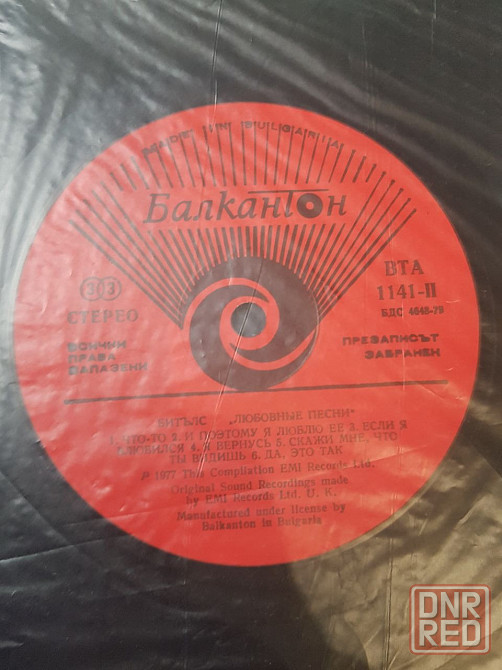 MADE IN BULGARIA
Балкантон
303
СТЕРЕО
ВТА
1141-II
БДС 4048-79
ВСИЧКИ
ПРАВА
ЗАПАЗЕНИ
ПРЕЗАПИСЪТ
ЗАБРАНЕН
БИТЪЛС „ЛЮБОВНЫЕ ПЕСНИ“
1. ЧТО-ТО 2. И ПОЭТОМУ Я ЛЮБЛЮ ЕЕ 3. ЕСЛИ Я
ВЛЮБИЛСЯ 4. Я ВЕРНУСЬ 5. СКАЖИ МНЕ, ЧТО
ТЫ ВИДИШЬ 6. ДА, ЭТО ТАК
℗ 1977 This Compilation EMI Records Ltd.
Original Sound Recordings made
by EMI Records Ltd. U. K.
Manufactured under license by
Balkanton in Bulgaria
DNR
RED